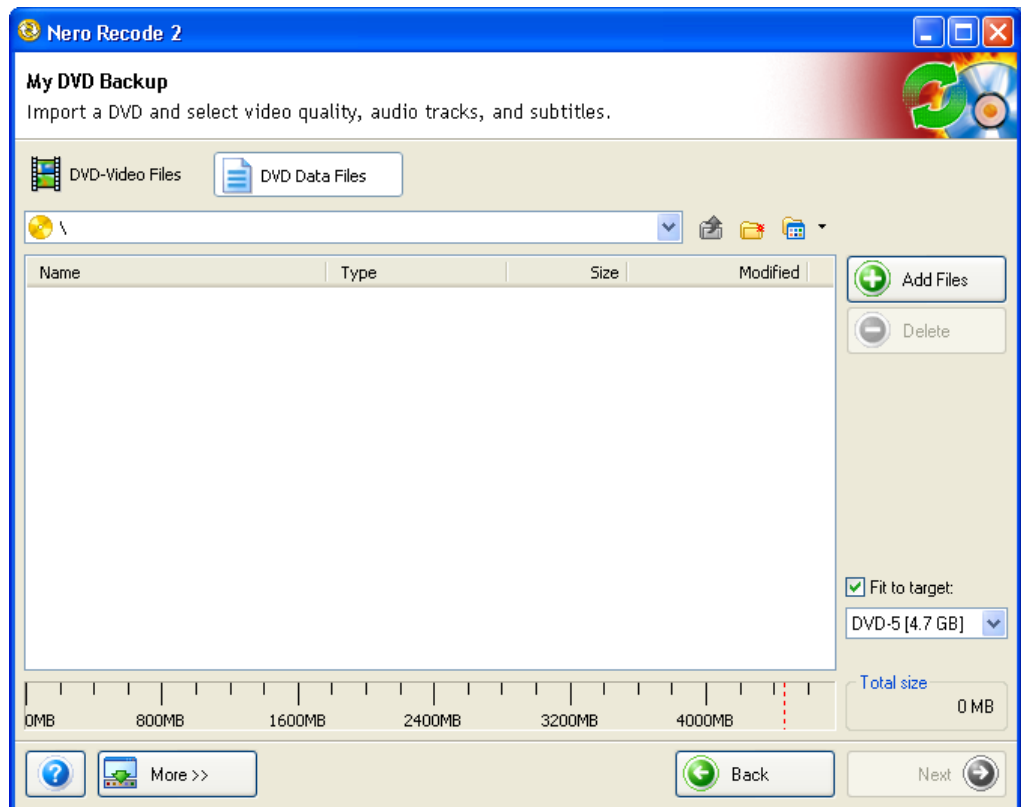 Nero Recode 2
My DVD Backup
Import a DVD and select video quality, audio tracks, and subtitles.
DVD-Video Files DVD Data Files
\
Name Type Size Modified
Add Files
Delete
Fit to target:
DVD-5 [4.7 GB]
Total size
0 MB
0MB 800MB 1600MB 2400MB 3200MB 4000MB
More >> Back Next